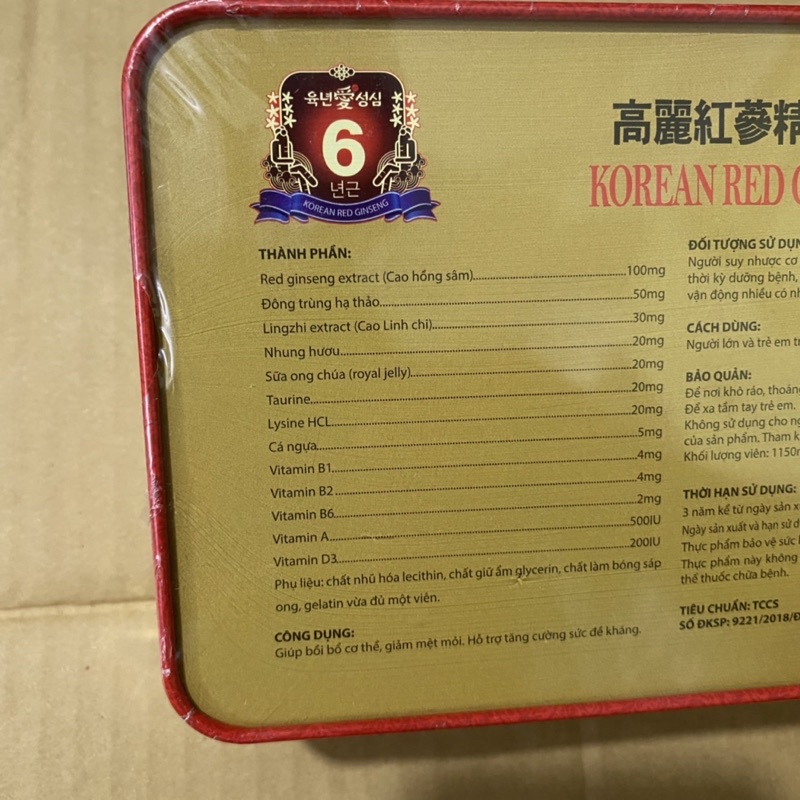 육년愛성심
6
년근
KOREAN RED GINSENG
高麗紅蔘精
KOREAN RED
THÀNH PHẦN:
Red ginseng extract (Cao hồng sâm)....100mg
Đông trùng hạ thảo....50mg
Lingzhi extract (Cao Linh chi)....30mg
Nhung hươu....20mg
Sữa ong chúa (royal jelly)....20mg
Taurine....20mg
Lysine HCL....20mg
Cá ngựa....5mg
Vitamin B1....4mg
Vitamin B2....4mg
Vitamin B6....2mg
Vitamin A....500IU
Vitamin D3....200IU
Phụ liệu: chất nhũ hóa lecithin, chất giữ ẩm glycerin, chất làm bóng sáp
ong, gelatin vừa đủ một viên.
CÔNG DỤNG:
Giúp bồi bổ cơ thể, giảm mệt mỏi. Hỗ trợ tăng cường sức đề kháng.
ĐỐI TƯỢNG SỬ DỤN
Người suy nhược cơ
thời kỳ dưỡng bệnh,
vận động nhiều có nh
CÁCH DÙNG:
Người lớn và trẻ em tr
BẢO QUẢN:
Để nơi khô ráo, thoáng
Để xa tầm tay trẻ em.
Không sử dụng cho ng
của sản phẩm. Tham k
Khối lượng viên: 1150m
THỜI HẠN SỬ DỤNG:
3 năm kể từ ngày sản x
Ngày sản xuất và hạn sử d
Thực phẩm bảo vệ sức k
Thực phẩm này không
thế thuốc chữa bệnh.
TIÊU CHUẨN: TCCS
SỐ ĐKSP: 9221/2018/Đ